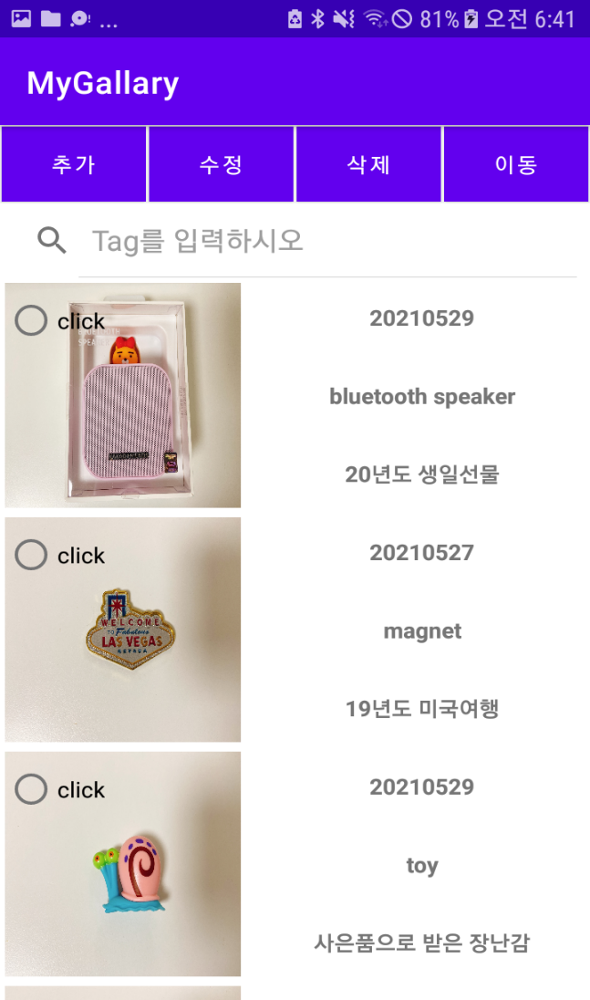 ... 81% 오전 6:41
MyGallary
추가 수정 삭제 이동
Tag를 입력하시오
click
20210529
bluetooth speaker
20년도 생일선물
click
20210527
magnet
19년도 미국여행
WELCOME
TO Fabulous
LAS VEGAS
NEVADA
click
20210529
toy
사은품으로 받은 장난감